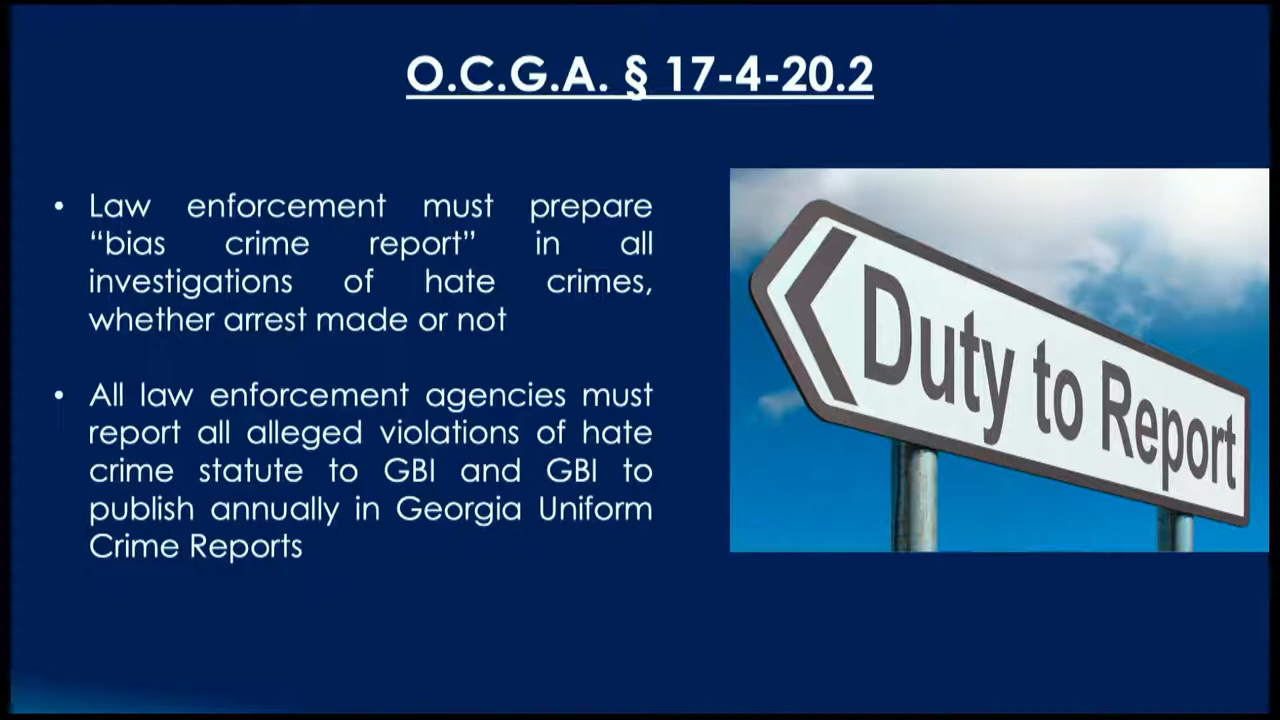 O.C.G.A. § 17-4-20.2
• Law enforcement must prepare
“bias crime report” in all
investigations of hate crimes,
whether arrest made or not
• All law enforcement agencies must
report all alleged violations of hate
crime statute to GBI and GBI to
publish annually in Georgia Uniform
Crime Reports
Duty to Report